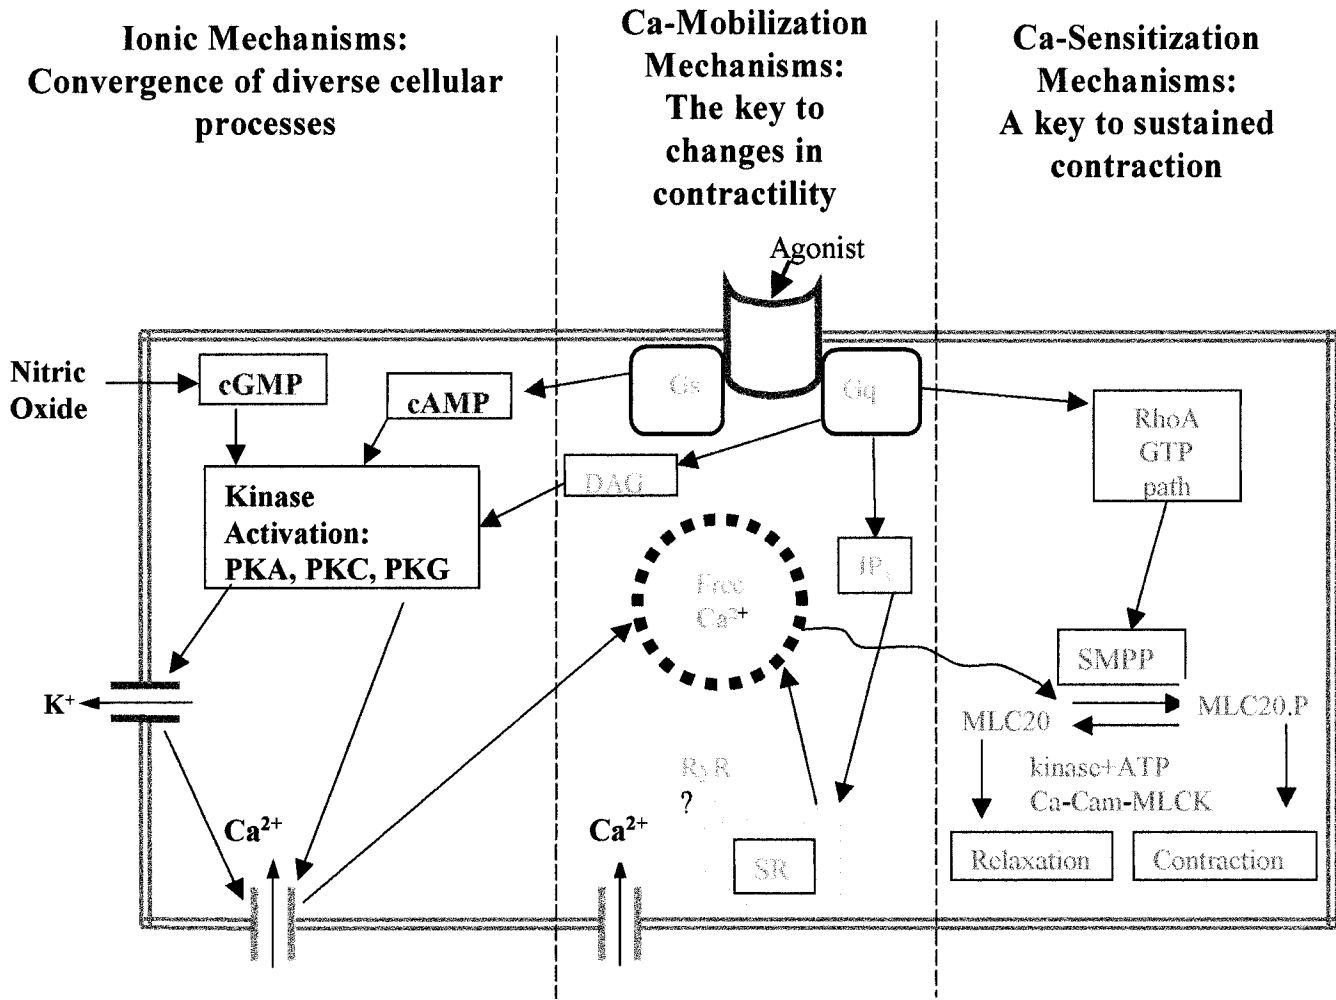 Ionic Mechanisms:
Convergence of diverse cellular
processes
Ca-Mobilization
Mechanisms:
The key to
changes in
contractility
Ca-Sensitization
Mechanisms:
A key to sustained
contraction
Agonist
Nitric
Oxide
cGMP
cAMP
Gs
Gq
RhoA
GTP
path
DAG
Kinase
Activation:
PKA, PKC, PKG
IP₃
Free
Ca²⁺
SMPP
K⁺
MLC20
MLC20.P
RyR
?
kinase+ATP
Ca-Cam-MLCK
Ca²⁺
Ca²⁺
SR
Relaxation
Contraction